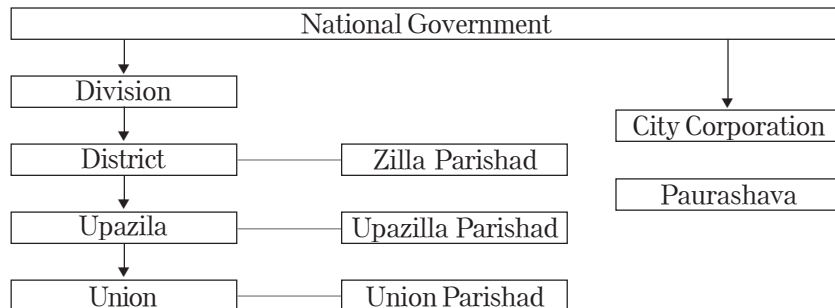 National Government
Division
City Corporation
District
Zilla Parishad
Paurashava
Upazila
Upazilla Parishad
Union
Union Parishad